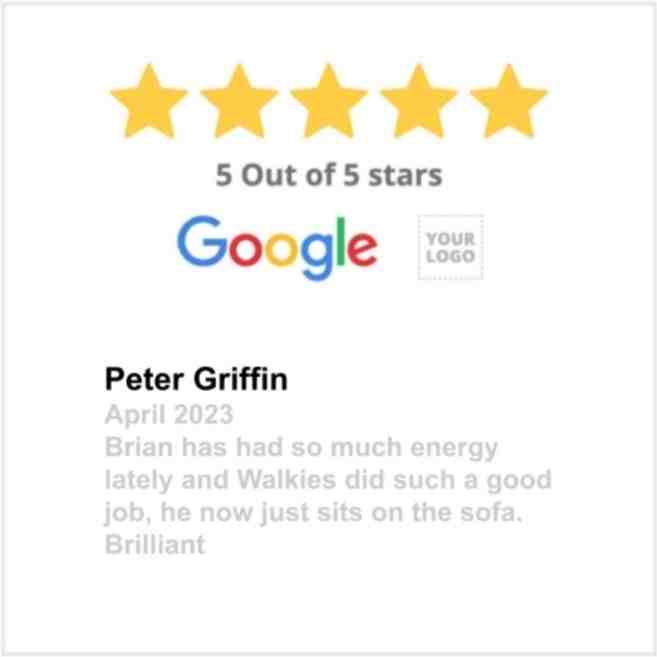 5 Out of 5 stars
Google
YOUR
LOGO
Peter Griffin
April 2023
Brian has had so much energy
lately and Walkies did such a good
job, he now just sits on the sofa.
Brilliant